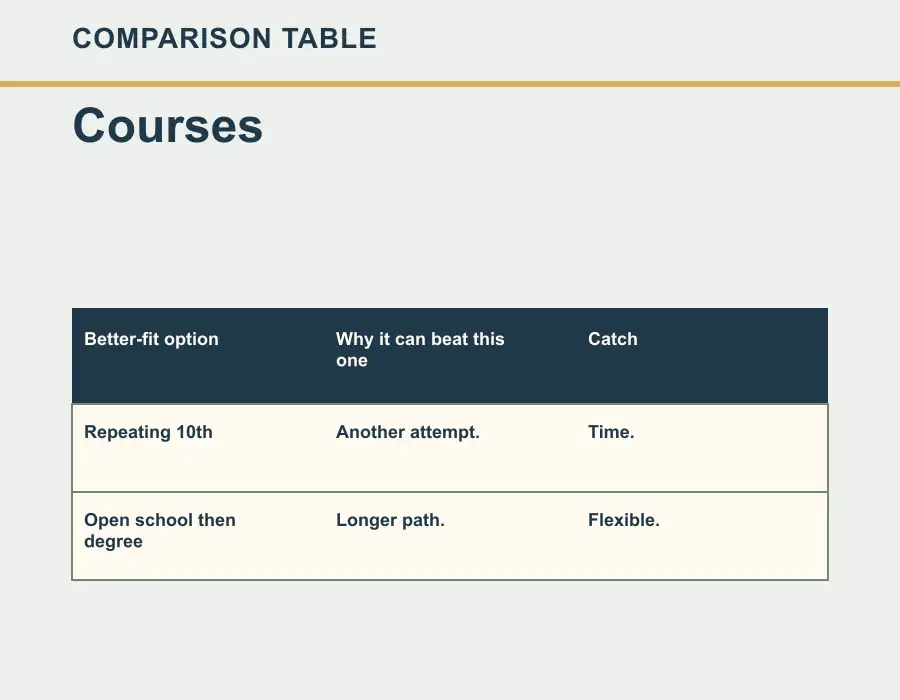 COMPARISON TABLE
Courses
Better-fit option
Why it can beat this
one
Catch
Repeating 10th
Another attempt.
Time.
Open school then
degree
Longer path.
Flexible.